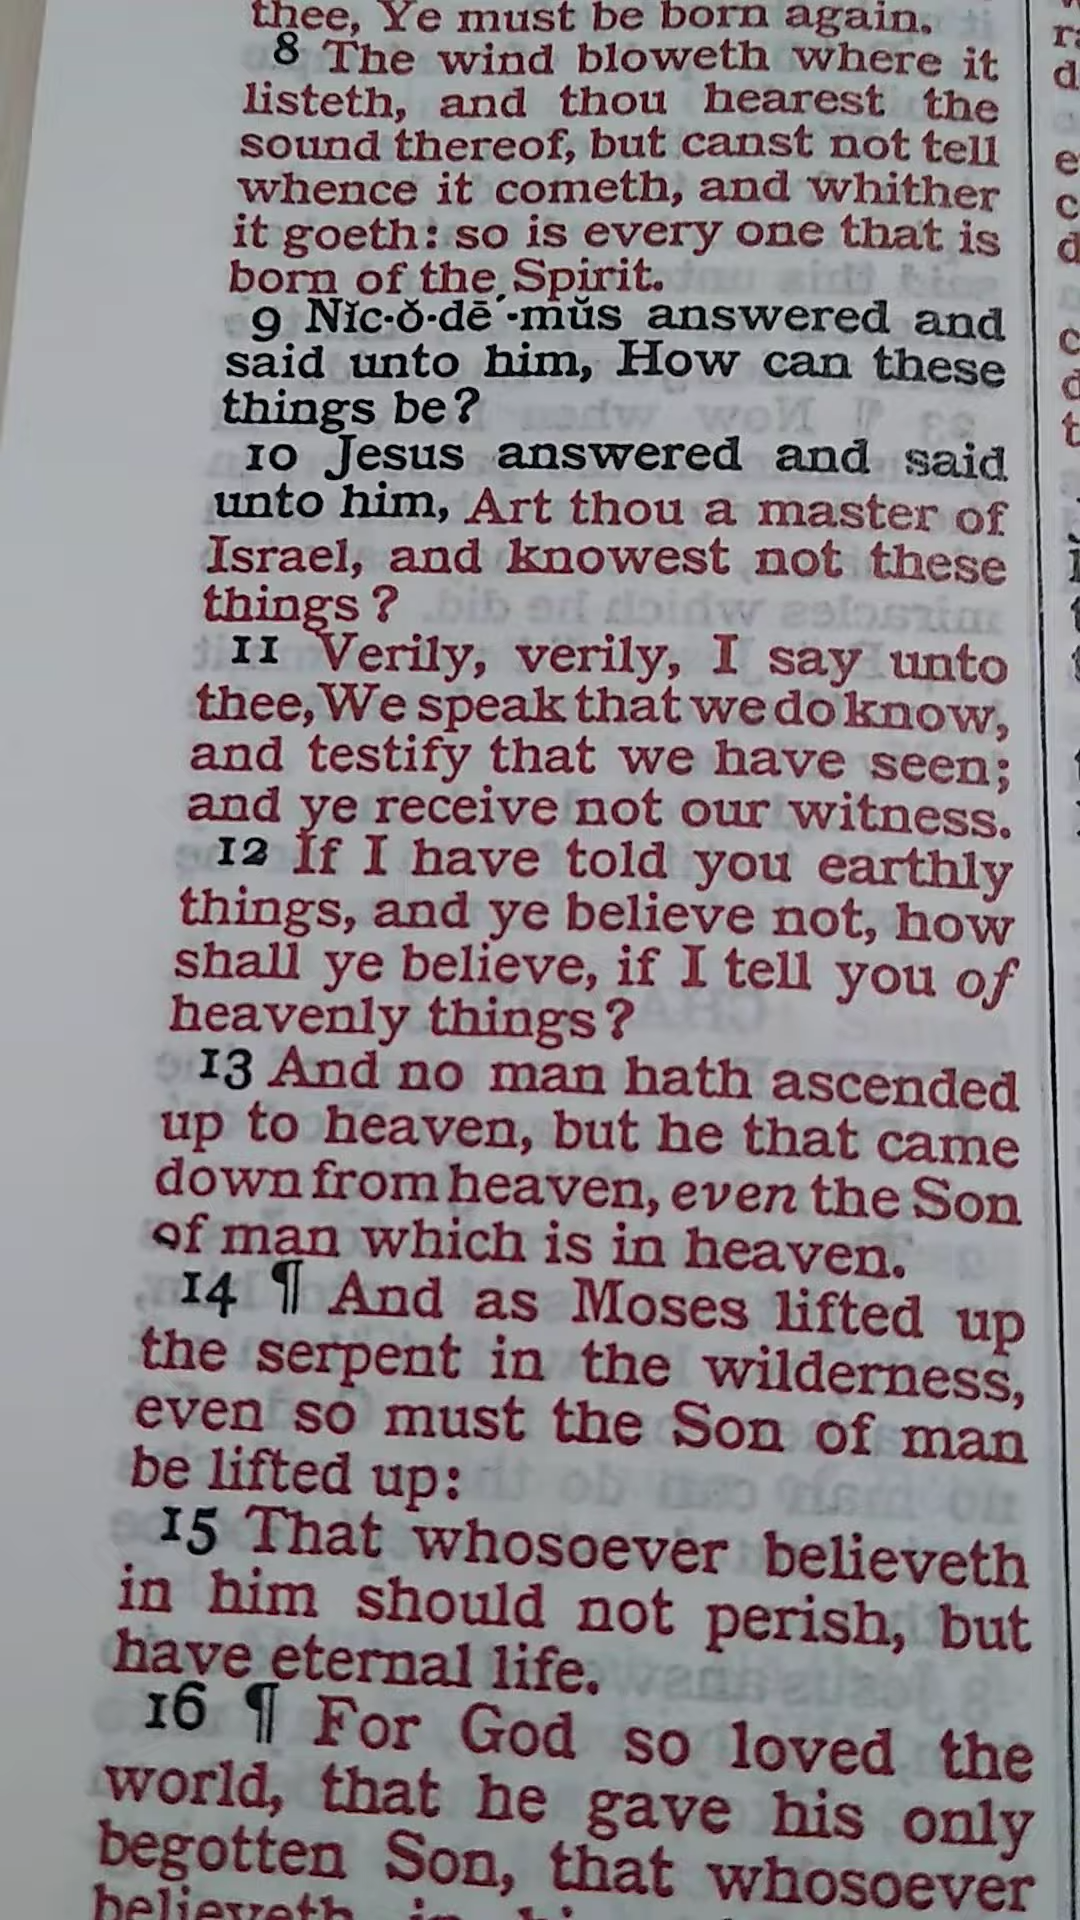 thee, Ye must be born again.
8 The wind bloweth where it
listeth, and thou hearest the
sound thereof, but canst not tell
whence it cometh, and whither
it goeth: so is every one that is
born of the Spirit.
9 Nĭc·ŏ·dē´·mŭs answered and
said unto him, How can these
things be?
10 Jesus answered and said
unto him, Art thou a master of
Israel, and knowest not these
things?
11 Verily, verily, I say unto
thee, We speak that we do know,
and testify that we have seen;
and ye receive not our witness.
12 If I have told you earthly
things, and ye believe not, how
shall ye believe, if I tell you of
heavenly things?
13 And no man hath ascended
up to heaven, but he that came
down from heaven, even the Son
of man which is in heaven.
14 ¶ And as Moses lifted up
the serpent in the wilderness,
even so must the Son of man
be lifted up:
15 That whosoever believeth
in him should not perish, but
have eternal life.
16 ¶ For God so loved the
world, that he gave his only
begotten Son, that whosoever
believeth in